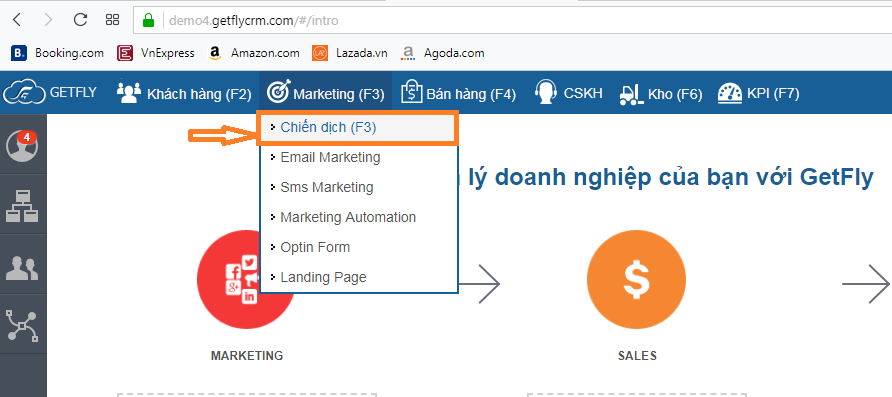 demo4.getflycrm.com/#/intro
B. Booking.com VnExpress a Amazon.com Lazada.vn a Agoda.com
GETFLY Khách hàng (F2) Marketing (F3) Bán hàng (F4) CSKH Kho (F6) KPI (F7)
4
Chiến dịch (F3)
Email Marketing
lý doanh nghiệp của bạn với GetFly
Sms Marketing
Marketing Automation
Optin Form
Landing Page
$
MARKETING SALES